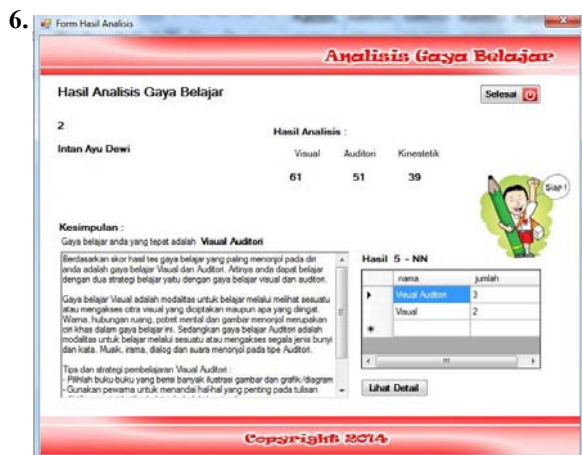 6.
Form Hasil Analisis
Analisis Gaya Belajar
Hasil Analisis Gaya Belajar
Selesai
2
Hasil Analisis :
Intan Ayu Dewi
Visual Auditori Kinestetik
61 51 39
Siap !
Kesimpulan :
Gaya belajar anda yang tepat adalah Visual Auditori
Berdasarkan skor hasil tes gaya belajar yang paling menonjol pada diri
anda adalah gaya belajar Visual dan Auditori. Artinya anda dapat belajar
dengan dua strategi belajar yaitu dengan gaya belajar visual dan auditori.
Gaya belajar Visual adalah modalitas untuk belajar melalui melihat sesuatu
atau mengakses citra visual yang diciptakan maupun apa yang diingat.
Warna, hubungan ruang, potret mental dan gambar menonjol merupakan
ciri khas dalam gaya belajar ini. Sedangkan gaya belajar Auditori adalah
modalitas untuk belajar melalui sesuatu atau mengakses segala jenis bunyi
dan kata. Musik, irama, dialog dan suara menonjol pada tipe Auditori.
Tips dan strategi pembelajaran Visual Auditori :
- Pilihlah buku-buku yang berisi banyak ilustrasi gambar dan grafik/diagram
- Gunakan pewarna untuk menandai hal-hal yang penting pada tulisan
Hasil 5 - NN
nama jumlah
Visual Auditori 3
Visual 2
Lihat Detail
Copyright 2014